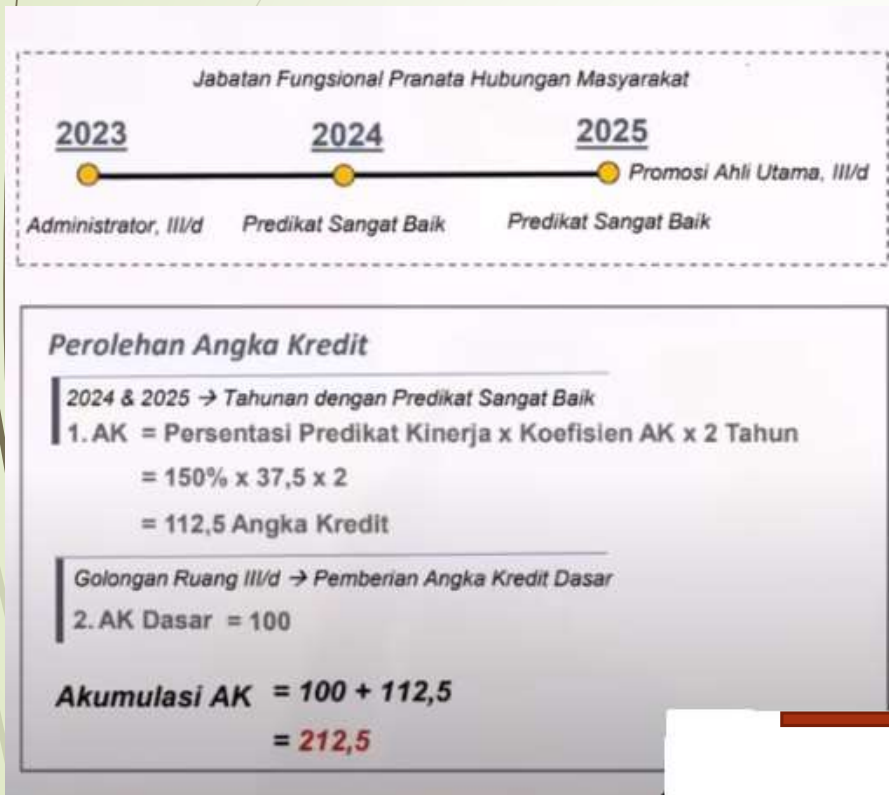 Jabatan Fungsional Pranata Hubungan Masyarakat
2023 2024 2025
Promosi Ahli Utama, III/d
Administrator, III/d Predikat Sangat Baik Predikat Sangat Baik
Perolehan Angka Kredit
2024 & 2025 → Tahunan dengan Predikat Sangat Baik
1. AK = Persentasi Predikat Kinerja x Koefisien AK x 2 Tahun
= 150% x 37,5 x 2
= 112,5 Angka Kredit
Golongan Ruang III/d → Pemberian Angka Kredit Dasar
2. AK Dasar = 100
Akumulasi AK = 100 + 112,5
= 212,5